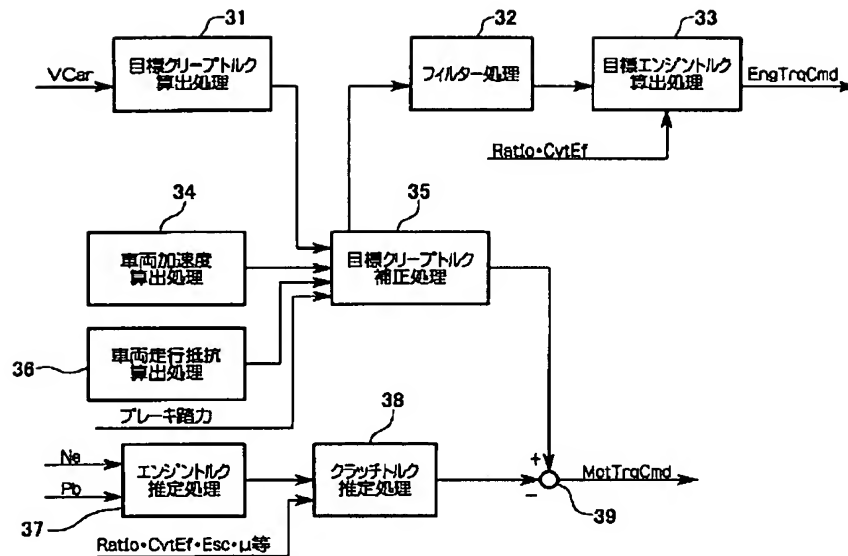 31
32
33
VCar
目標クリープトルク
算出処理
フィルター処理
目標エンジントルク
算出処理
EngTrqCmd
Ratio・CvtEf
34
35
車両加速度
算出処理
目標クリープトルク
補正処理
36
車両走行抵抗
算出処理
ブレーキ踏力
38
Ne
Pb
エンジントルク
推定処理
クラッチトルク
推定処理
+
−
MotTrqCmd
37
39
Ratio・CvtEf・Esc・μ等